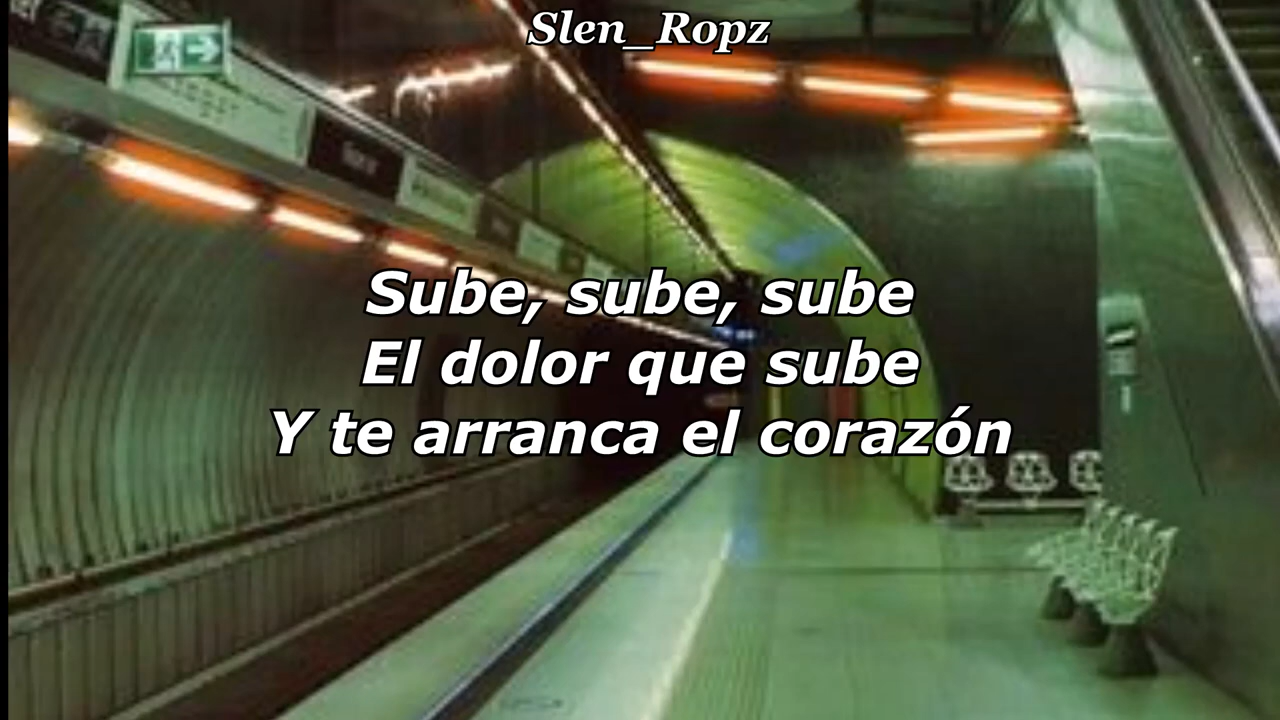 Slen_Ropz
Sube, sube, sube
El dolor que sube
Y te arranca el corazón